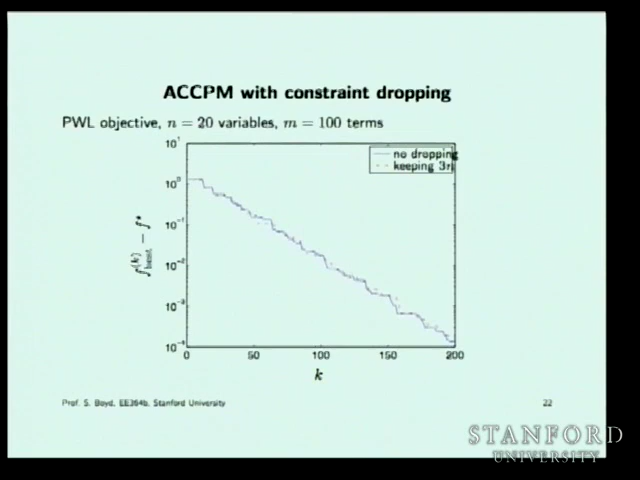 ACCPM with constraint dropping
PWL objective, n = 20 variables, m = 100 terms
no dropping
keeping 3n
10^1
10^0
10^-1
10^-2
10^-3
10^-4
f_best^(k) − f*
0 50 100 150 200
k
Prof. S. Boyd, EE364b, Stanford University
22
STANFORD
UNIVERSITY